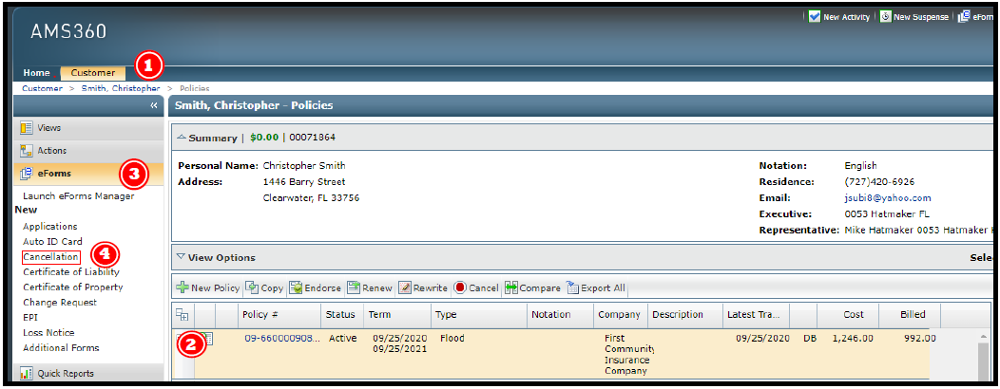 New Activity | New Suspense | eForm
AMS360
1
Home Customer
Customer > Smith, Christopher > Policies
« Smith, Christopher - Policies
Views
Actions
eForms 3
Launch eForms Manager
New
Applications
Auto ID Card
Cancellation 4
Certificate of Liability
Certificate of Property
Change Request
EPI
Loss Notice
Additional Forms
Quick Reports
Summary | $0.00 | 00071864
Personal Name: Christopher Smith
Address: 1446 Barry Street
Clearwater, FL 33756
Notation: English
Residence: (727)420-6926
Email: jsubi8@yahoo.com
Executive: 0053 Hatmaker FL
Representative: Mike Hatmaker 0053 Hatmaker
View Options Selec
New Policy Copy Endorse Renew Rewrite Cancel Compare Export All
Policy # Status Term Type Notation Company Description Latest Tra... Cost Billed
2 09-660000908... Active 09/25/2020 Flood First 09/25/2020 DB 1,246.00 992.00
09/25/2021 Community
Insurance
Company